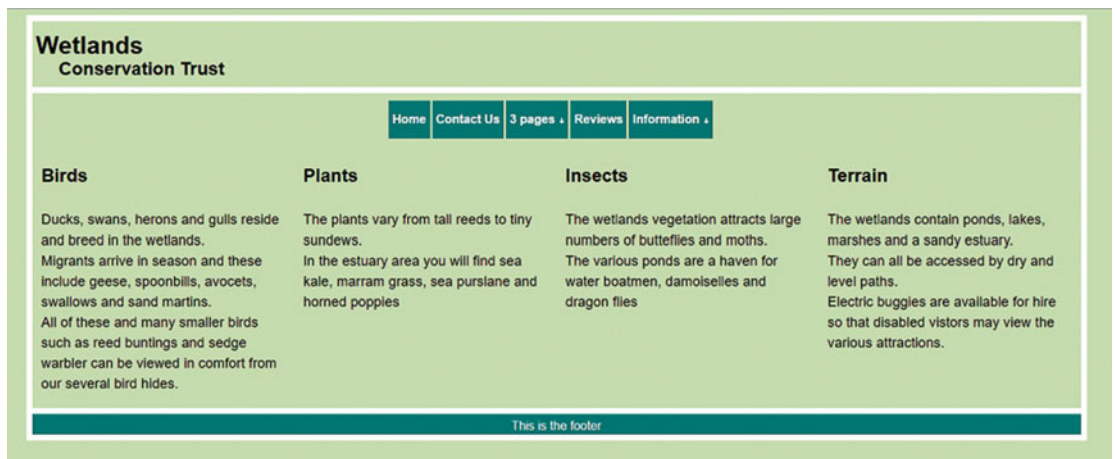 Wetlands
Conservation Trust
Home Contact Us 3 pages ↓ Reviews Information ↓
Birds
Ducks, swans, herons and gulls reside
and breed in the wetlands.
Migrants arrive in season and these
include geese, spoonbills, avocets,
swallows and sand martins.
All of these and many smaller birds
such as reed buntings and sedge
warbler can be viewed in comfort from
our several bird hides.
Plants
The plants vary from tall reeds to tiny
sundews.
In the estuary area you will find sea
kale, marram grass, sea purslane and
horned poppies
Insects
The wetlands vegetation attracts large
numbers of butteflies and moths.
The various ponds are a haven for
water boatmen, damoiselles and
dragon flies
Terrain
The wetlands contain ponds, lakes,
marshes and a sandy estuary.
They can all be accessed by dry and
level paths.
Electric buggies are available for hire
so that disabled vistors may view the
various attractions.
This is the footer